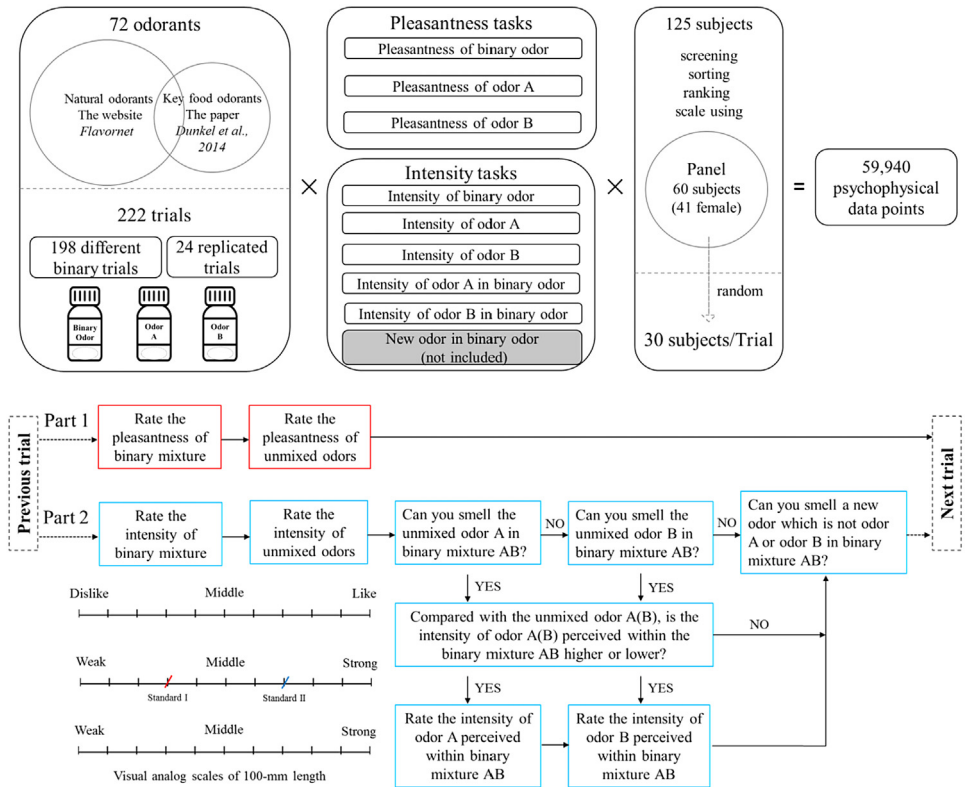 72 odorants
Natural odorants
The website
Flavornet
Key food odorants
The paper
Dunkel et al.,
2014
222 trials
198 different
binary trials
24 replicated
trials
Binary
Odor
Odor
A
Odor
B
×
Pleasantness tasks
Pleasantness of binary odor
Pleasantness of odor A
Pleasantness of odor B
Intensity tasks
Intensity of binary odor
Intensity of odor A
Intensity of odor B
Intensity of odor A in binary odor
Intensity of odor B in binary odor
New odor in binary odor
(not included)
×
125 subjects
screening
sorting
ranking
scale using
Panel
60 subjects
(41 female)
random
30 subjects/Trial
=
59,940
psychophysical
data points
Previous trial
Part 1
Rate the
pleasantness of
binary mixture
Rate the
pleasantness of
unmixed odors
Next trial
Part 2
Rate the
intensity of
binary mixture
Rate the
intensity of
unmixed odors
Can you smell the
unmixed odor A in
binary mixture AB?
NO
Can you smell the
unmixed odor B in
binary mixture AB?
NO
Can you smell a new
odor which is not odor
A or odor B in binary
mixture AB?
YES
YES
Compared with the unmixed odor A(B), is the
intensity of odor A(B) perceived within the
binary mixture AB higher or lower?
NO
YES
YES
Rate the intensity of
odor A perceived
within binary
mixture AB
Rate the intensity of
odor B perceived
within binary
mixture AB
Dislike Middle Like
Weak Middle Strong
Standard I Standard II
Weak Middle Strong
Visual analog scales of 100-mm length